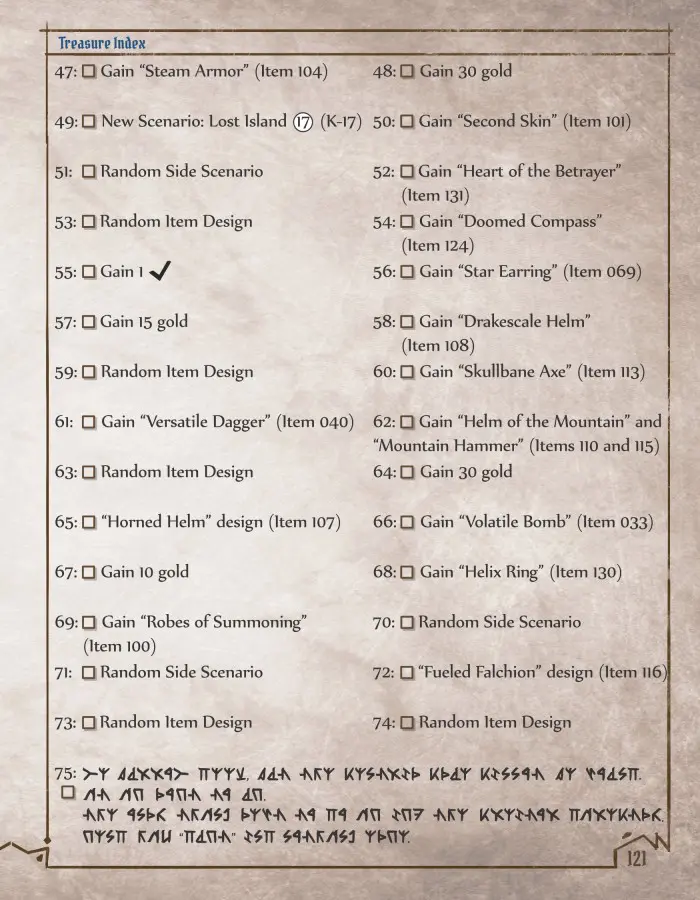 Treasure Index
47: Gain “Steam Armor” (Item 104)
48: Gain 30 gold
49: New Scenario: Lost Island 17 (K-17)
50: Gain “Second Skin” (Item 101)
51: Random Side Scenario
52: Gain “Heart of the Betrayer”
(Item 131)
53: Random Item Design
54: Gain “Doomed Compass”
(Item 124)
55: Gain 1
56: Gain “Star Earring” (Item 069)
57: Gain 15 gold
58: Gain “Drakescale Helm”
(Item 108)
59: Random Item Design
60: Gain “Skullbane Axe” (Item 113)
61: Gain “Versatile Dagger” (Item 040)
62: Gain “Helm of the Mountain” and
“Mountain Hammer” (Items 110 and 115)
63: Random Item Design
64: Gain 30 gold
65: “Horned Helm” design (Item 107)
66: Gain “Volatile Bomb” (Item 033)
67: Gain 10 gold
68: Gain “Helix Ring” (Item 130)
69: Gain “Robes of Summoning”
(Item 100)
70: Random Side Scenario
71: Random Side Scenario
72: “Fueled Falchion” design (Item 116)
73: Random Item Design
74: Random Item Design
75:
121